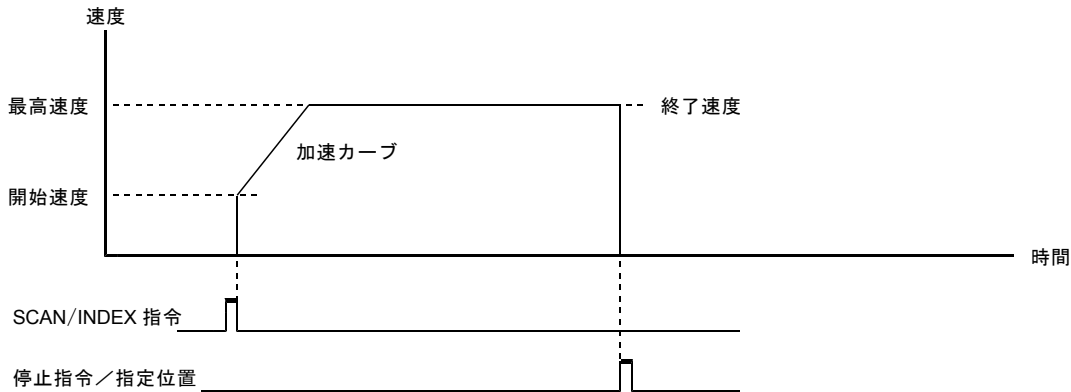 速度
最高速度
終了速度
加速カーブ
開始速度
時間
SCAN/INDEX 指令
停止指令／指定位置